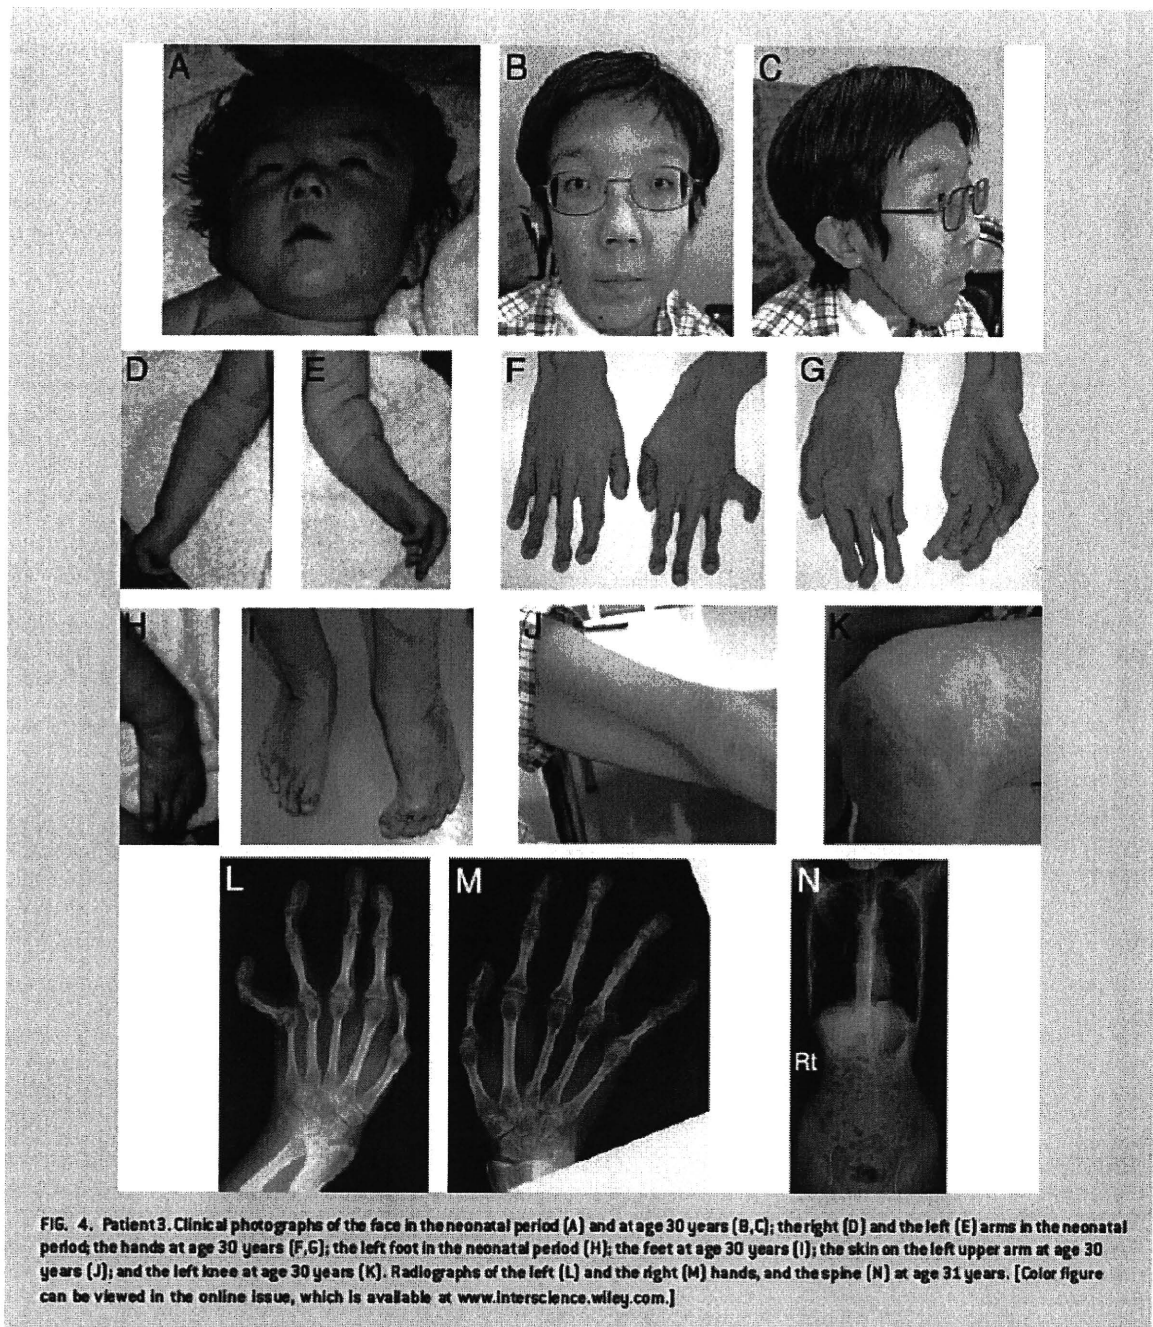 A
B
C
D
E
F
G
H
I
J
K
L
M
N
Rt
FIG. 4. Patient 3. Clinical photographs of the face in the neonatal period (A) and at age 30 years (B,C); the right (D) and the left (E) arms in the neonatal
period; the hands at age 30 years (F,G); the left foot in the neonatal period (H); the feet at age 30 years (I); the skin on the left upper arm at age 30
years (J); and the left knee at age 30 years (K). Radiographs of the left (L) and the right (M) hands, and the spine (N) at age 31 years. [Color figure
can be viewed in the online issue, which is available at www.interscience.wiley.com.]